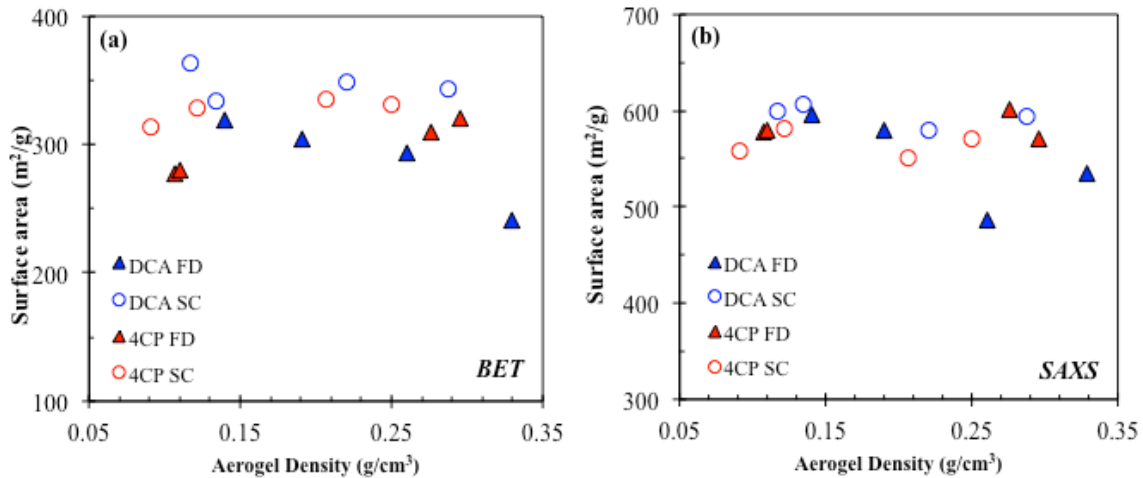 (a)
400
300
200
100
Surface area (m²/g)
DCA FD
DCA SC
4CP FD
4CP SC
BET
0.05 0.15 0.25 0.35
Aerogel Density (g/cm³)
(b)
700
600
500
400
300
Surface area (m²/g)
DCA FD
DCA SC
4CP FD
4CP SC
SAXS
0.05 0.15 0.25 0.35
Aerogel Density (g/cm³)